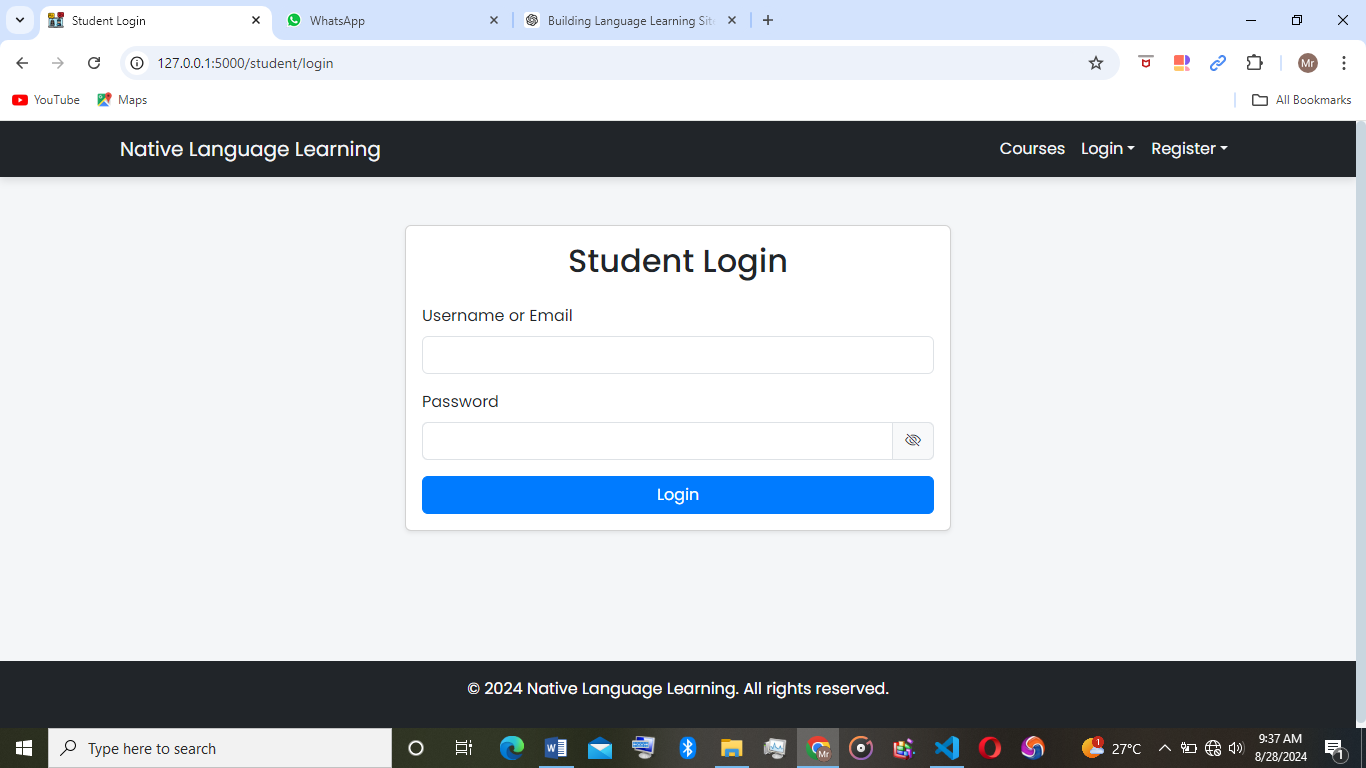 Student Login
WhatsApp
Building Language Learning Sit
127.0.0.1:5000/student/login
Mr
YouTube
Maps
All Bookmarks
Native Language Learning
Courses
Login
Register
Student Login
Username or Email
Password
Login
© 2024 Native Language Learning. All rights reserved.
Type here to search
Mr
1
27°C
9:37 AM
8/28/2024
1